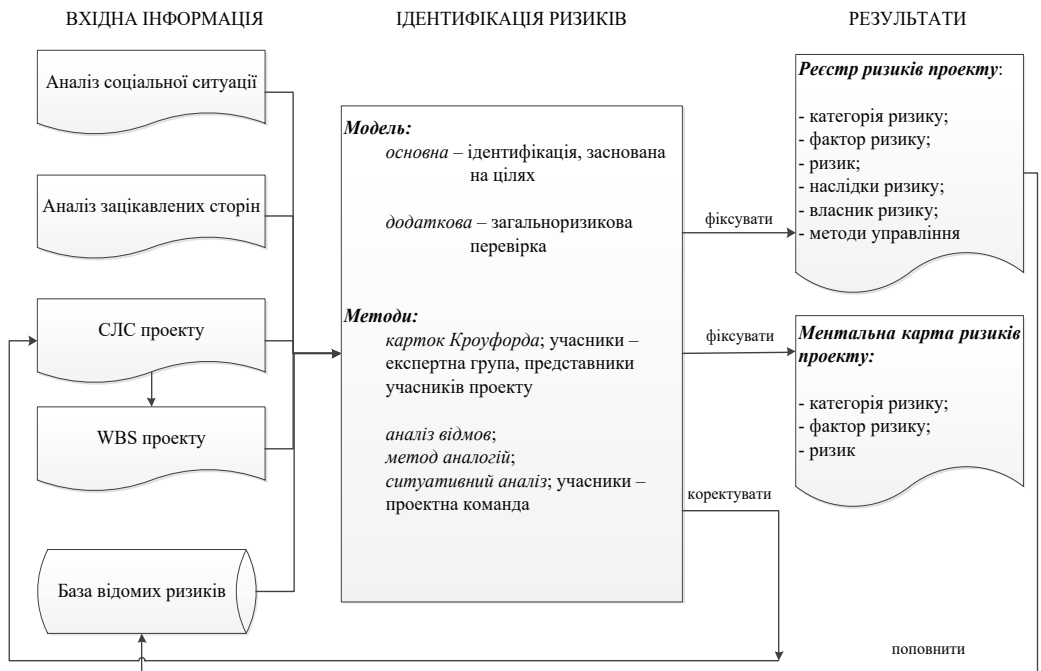 ВХІДНА ІНФОРМАЦІЯ
Аналіз соціальної ситуації
Аналіз зацікавлених сторін
СЛС проекту
WBS проекту
База відомих ризиків
ІДЕНТИФІКАЦІЯ РИЗИКІВ
Модель:
основна – ідентифікація, заснована
на цілях
додаткова – загальноризикова
перевірка
Методи:
карток Кроуфорда; учасники –
експертна група, представники
учасників проекту
аналіз відмов;
метод аналогій;
ситуативний аналіз; учасники –
проектна команда
фіксувати
фіксувати
коректувати
РЕЗУЛЬТАТИ
Реєстр ризиків проекту:
- категорія ризику;
- фактор ризику;
- ризик;
- наслідки ризику;
- власник ризику;
- методи управління
Ментальна карта ризиків
проекту:
- категорія ризику;
- фактор ризику;
- ризик
поповнити